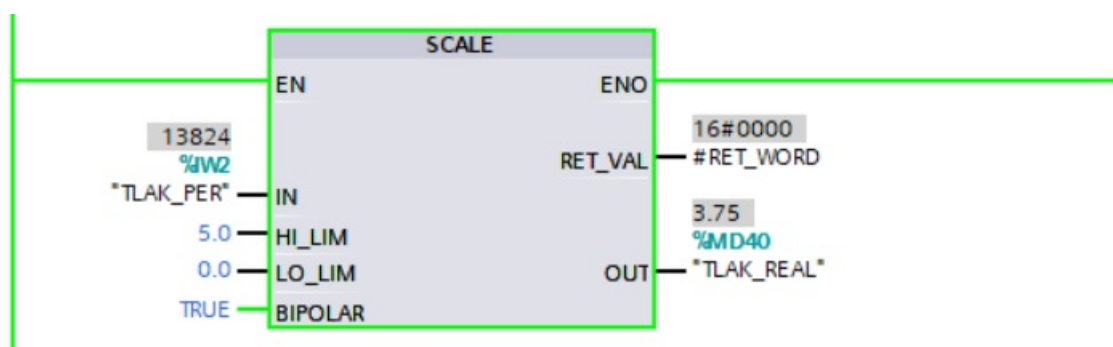 SCALE
EN ENO
13824
%IW2
"TLAK_PER" IN
5.0 HI_LIM
0.0 LO_LIM
TRUE BIPOLAR
16#0000
RET_VAL #RET_WORD
3.75
%MD40
OUT "TLAK_REAL"